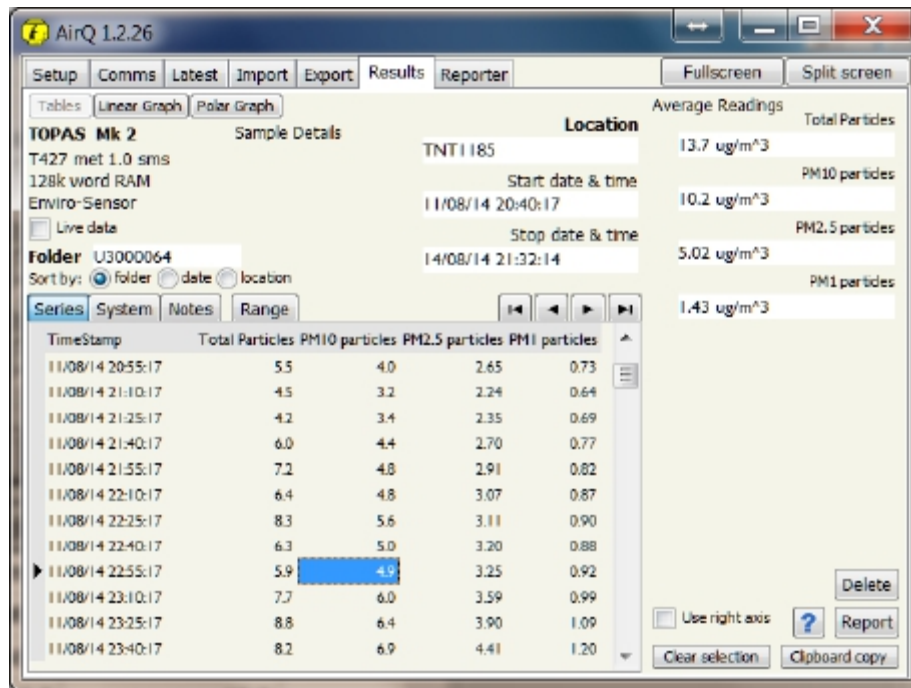 AirQ 1.2.26
Setup Comms Latest Import Export Results Reporter Fullscreen Split screen
Tables Linear Graph Polar Graph
TOPAS Mk 2 Sample Details Location
T427 met 1.0 sms TNT1185
128k word RAM Start date & time
Enviro-Sensor 11/08/14 20:40:17
Live data Stop date & time
Folder U3000064 14/08/14 21:32:14
Sort by: folder date location
Average Readings
Total Particles
13.7 ug/m^3
PM10 particles
10.2 ug/m^3
PM2.5 particles
5.02 ug/m^3
PM1 particles
1.43 ug/m^3
Series System Notes Range
TimeStamp Total Particles PM10 particles PM2.5 particles PM1 particles
11/08/14 20:55:17 5.5 4.0 2.65 0.73
11/08/14 21:10:17 4.5 3.2 2.24 0.64
11/08/14 21:25:17 4.2 3.4 2.35 0.69
11/08/14 21:40:17 6.0 4.4 2.70 0.77
11/08/14 21:55:17 7.2 4.8 2.91 0.82
11/08/14 22:10:17 6.4 4.8 3.07 0.87
11/08/14 22:25:17 8.3 5.6 3.11 0.90
11/08/14 22:40:17 6.3 5.0 3.20 0.88
11/08/14 22:55:17 5.9 4.9 3.25 0.92
11/08/14 23:10:17 7.7 6.0 3.59 0.99
11/08/14 23:25:17 8.8 6.4 3.90 1.09
11/08/14 23:40:17 8.2 6.9 4.41 1.20
Delete
Use right axis ? Report
Clear selection Clipboard copy